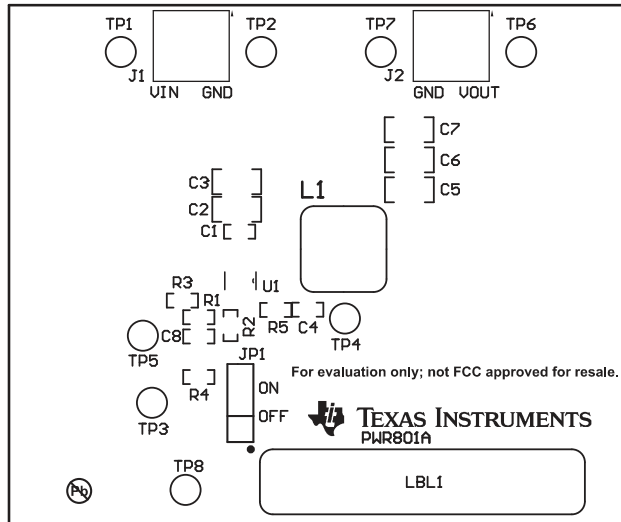 TP1
TP2
TP7
TP6
J1
J2
VIN
GND
GND
VOUT
C7
C6
C5
C3
C2
C1
L1
U1
R3
R1
C8
R2
R5
C4
TP5
TP4
JP1
R4
ON
OFF
For evaluation only; not FCC approved for resale.
TP3
TEXAS INSTRUMENTS
PWR801A
TP8
Pb
LBL1